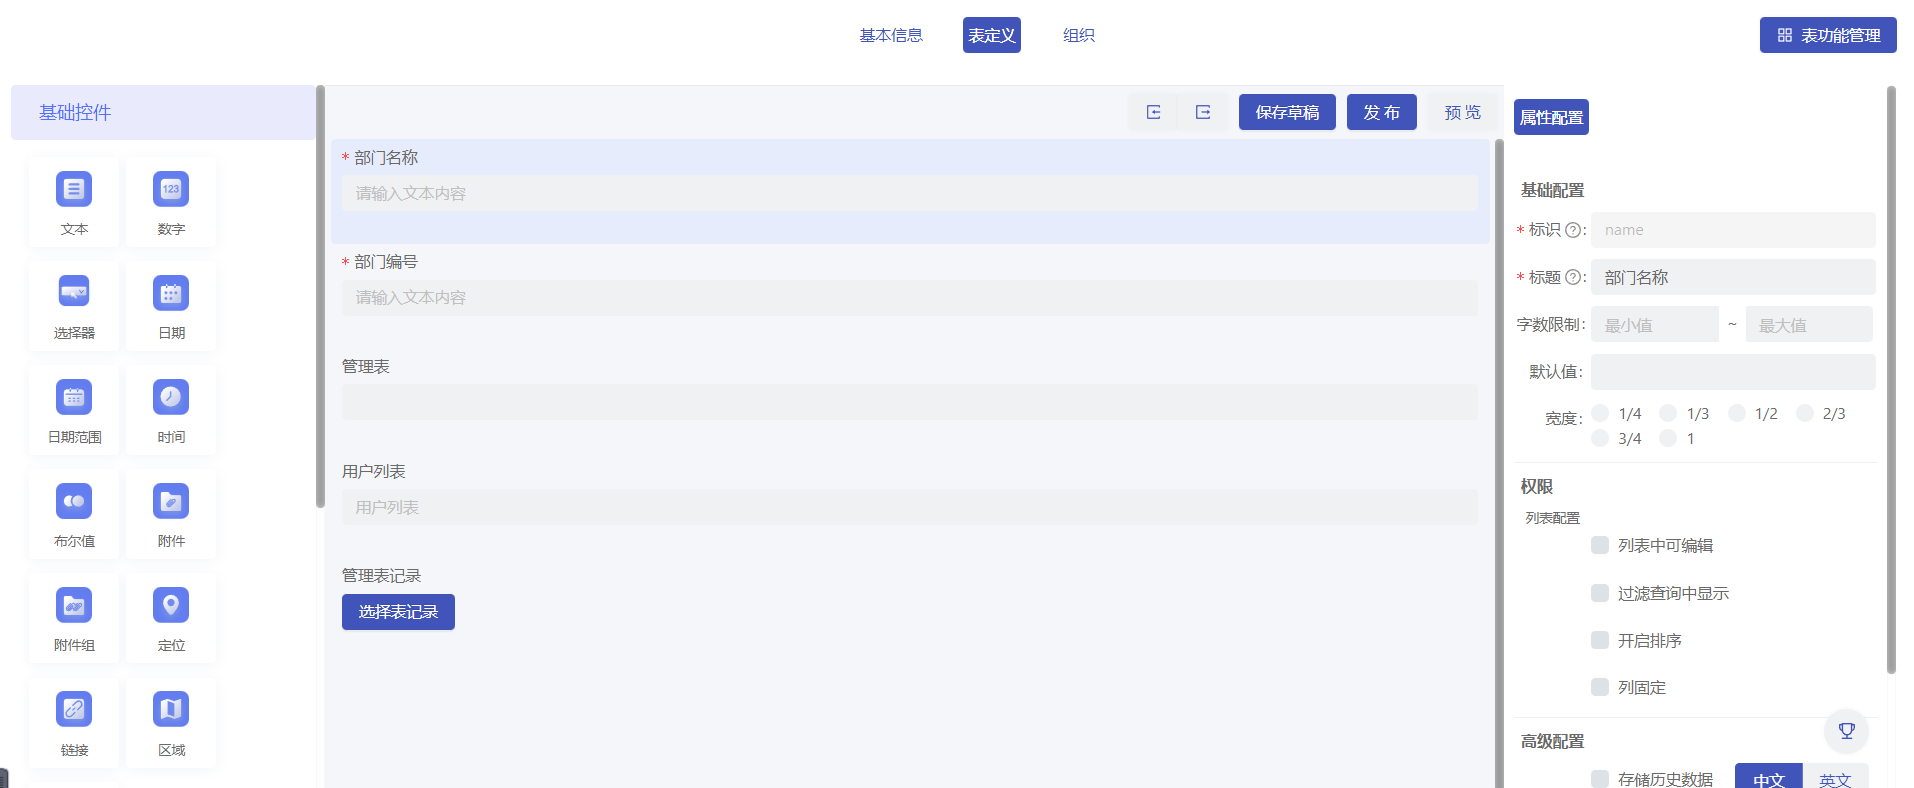 基本信息
表定义
组织
表功能管理
基础控件
保存草稿
发 布
预 览
属性配置
文本
123
数字
选择器
日期
日期范围
时间
布尔值
附件
附件组
定位
链接
区域
* 部门名称
请输入文本内容
* 部门编号
请输入文本内容
管理表
用户列表
用户列表
管理表记录
选择表记录
基础配置
* 标识 ? : name
* 标题 ? : 部门名称
字数限制: 最小值 ~ 最大值
默认值:
宽度: 1/4 1/3 1/2 2/3
3/4 1
权限
列表配置
列表中可编辑
过滤查询中显示
开启排序
列固定
高级配置
存储历史数据 中文 英文